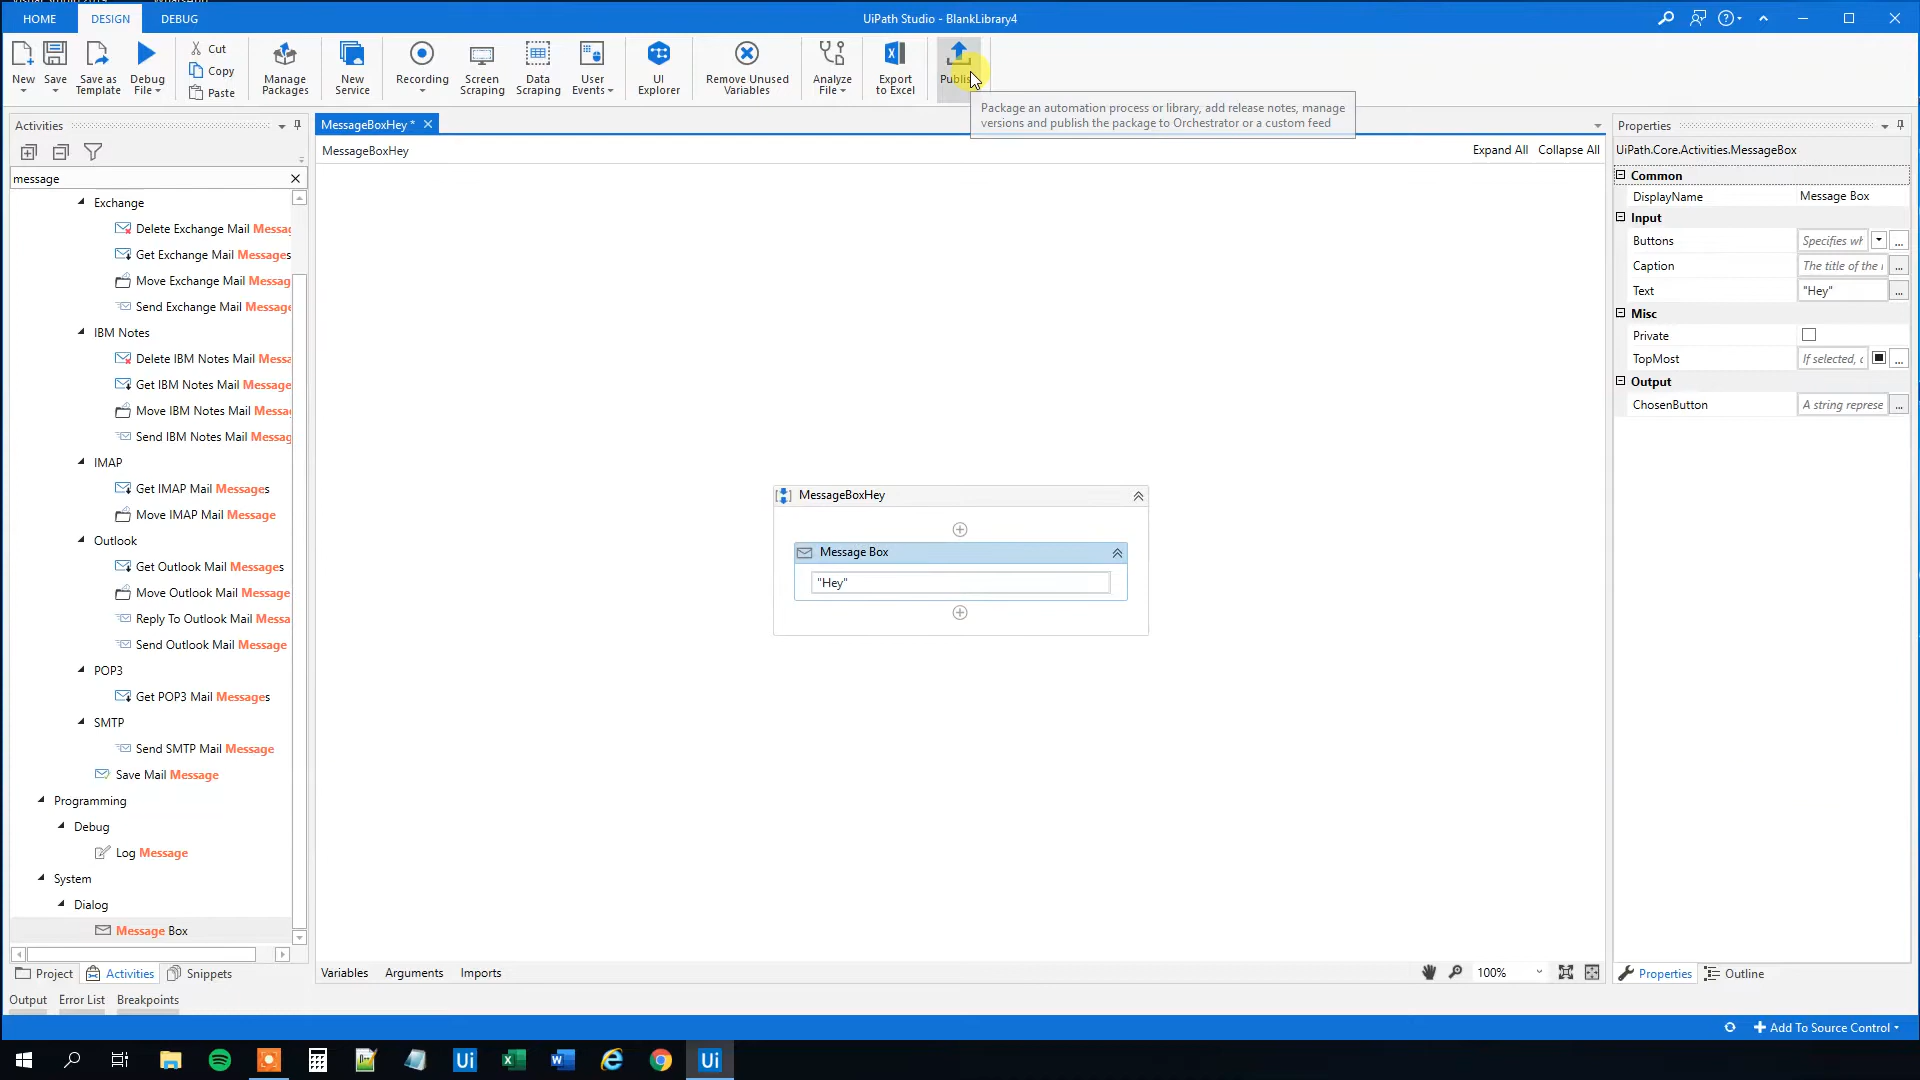 HOME
DESIGN
DEBUG
UiPath Studio - BlankLibrary4
New
Save
Save as
Template
Debug
File
Cut
Copy
Paste
Manage
Packages
New
Service
Recording
Screen
Scraping
Data
Scraping
User
Events
UI
Explorer
Remove Unused
Variables
Analyze
File
Export
to Excel
Package an automation process or library, add release notes, manage
versions and publish the package to Orchestrator or a custom feed
Activities
message
Exchange
Delete Exchange Mail Messag
Get Exchange Mail Messages
Move Exchange Mail Messag
Send Exchange Mail Message
IBM Notes
Delete IBM Notes Mail Messa
Get IBM Notes Mail Message
Move IBM Notes Mail Messa
Send IBM Notes Mail Messag
IMAP
Get IMAP Mail Messages
Move IMAP Mail Message
Outlook
Get Outlook Mail Messages
Move Outlook Mail Message
Reply To Outlook Mail Messa
Send Outlook Mail Message
POP3
Get POP3 Mail Messages
SMTP
Send SMTP Mail Message
Save Mail Message
Programming
Debug
Log Message
System
Dialog
Message Box
Project
Activities
Snippets
Output
Error List
Breakpoints
MessageBoxHey *
MessageBoxHey
Expand All
Collapse All
MessageBoxHey
Message Box
"Hey"
Variables
Arguments
Imports
100%
Properties
UiPath.Core.Activities.MessageBox
Common
DisplayName
Message Box
Input
Buttons
Specifies wh
...
Caption
The title of the
...
Text
"Hey"
...
Misc
Private
TopMost
If selected,
...
Output
ChosenButton
A string represe
...
Properties
Outline
Add To Source Control
Ui
Ui